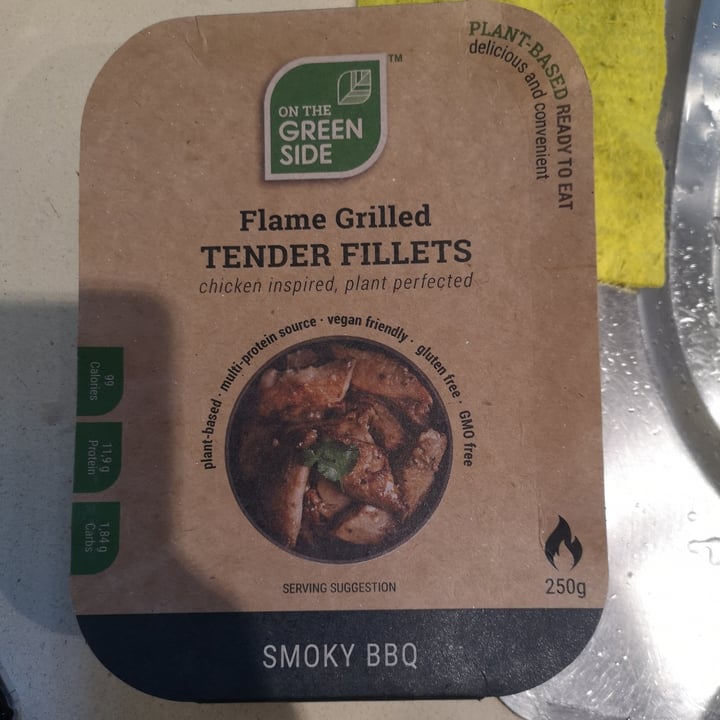 PLANT-BASED READY TO EAT
delicious and convenient
ON THE
GREEN
SIDE
TM
Flame Grilled
TENDER FILLETS
chicken inspired, plant perfected
plant-based · multi-protein source · vegan friendly · gluten free · GMO free
99
Calories
11,9 g
Protein
1,84 g
Carbs
SERVING SUGGESTION
250g
SMOKY BBQ